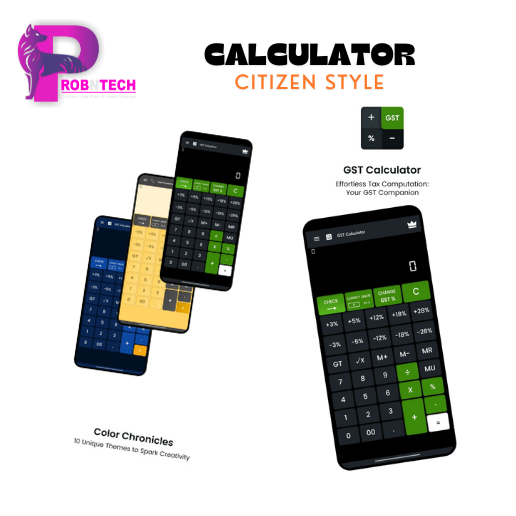 PROBNTECH
CALCULATOR
CITIZEN STYLE
+ GST
% -
GST Calculator
Effortless Tax Computation:
Your GST Companion
GST Calculator
0
CHECK CHANGE GST % C
+3% +5% +12% +18% +28%
-3% -5% -12% -18% -28%
GT √X M+ M- MR
7 8 9 ÷ MU
4 5 6 X %
1 2 3 + -
0 00 . =
Color Chronicles
10 Unique Themes to Spark Creativity